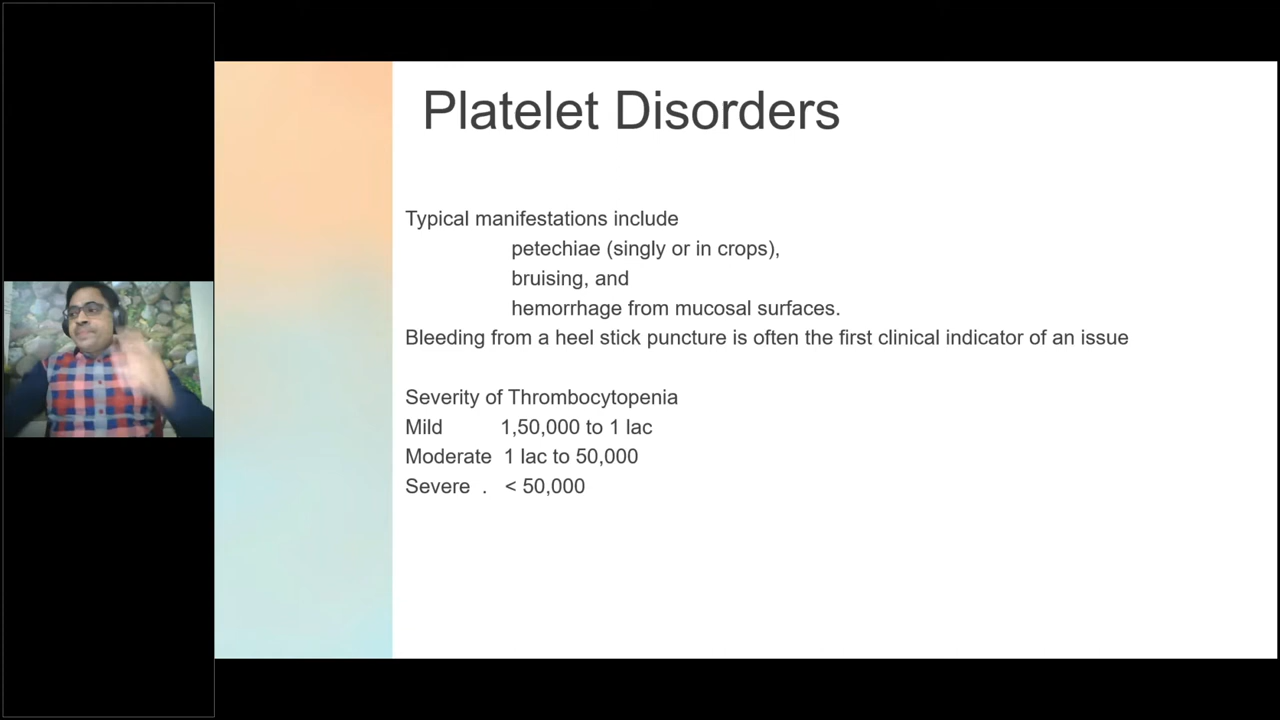 Platelet Disorders
Typical manifestations include
petechiae (singly or in crops),
bruising, and
hemorrhage from mucosal surfaces.
Bleeding from a heel stick puncture is often the first clinical indicator of an issue
Severity of Thrombocytopenia
Mild 1,50,000 to 1 lac
Moderate 1 lac to 50,000
Severe . < 50,000